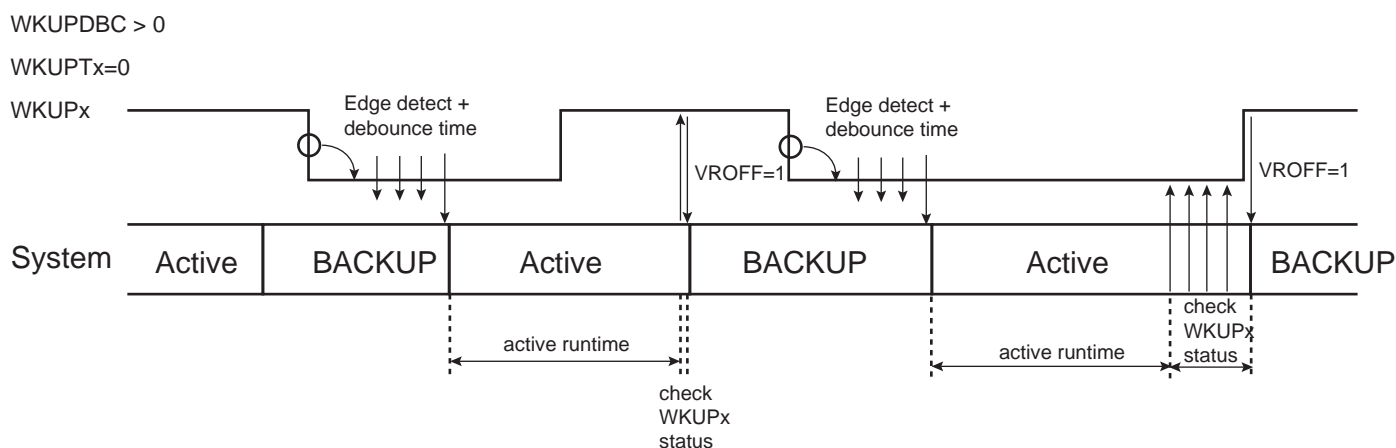 WKUPDBC > 0
WKUPTx=0
WKUPx
Edge detect +
debounce time
VROFF=1
Edge detect +
debounce time
VROFF=1
System
Active
BACKUP
Active
BACKUP
Active
BACKUP
active runtime
check
WKUPx
status
active runtime
check
WKUPx
status